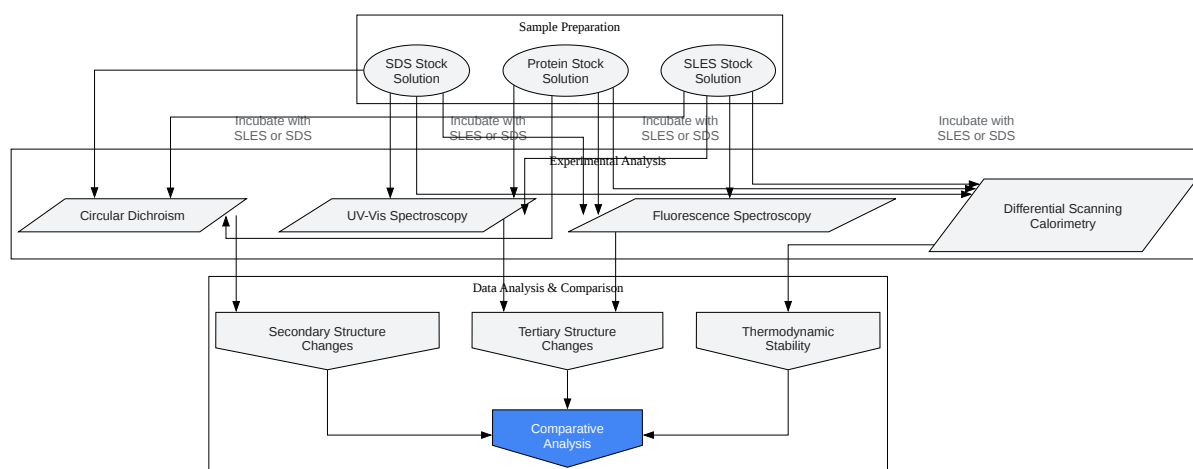 Sample Preparation
SDS Stock
Solution
Protein Stock
Solution
SLES Stock
Solution
Incubate with
SLES or SDS
Incubate with
SLES or SDS
Incubate with
SLES or SDS
Incubate with
SLES or SDS
Experimental Analysis
Circular Dichroism
UV-Vis Spectroscopy
Fluorescence Spectroscopy
Differential Scanning
Calorimetry
Data Analysis & Comparison
Secondary Structure
Changes
Tertiary Structure
Changes
Thermodynamic
Stability
Comparative
Analysis